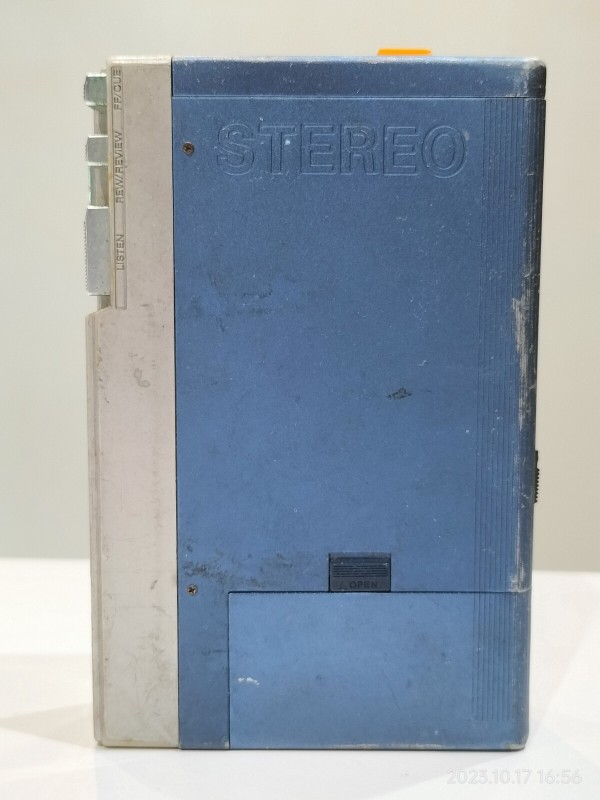 FF/CUE
REW/REVIEW
LISTEN
STEREO
OPEN
2023.10.17 16:56